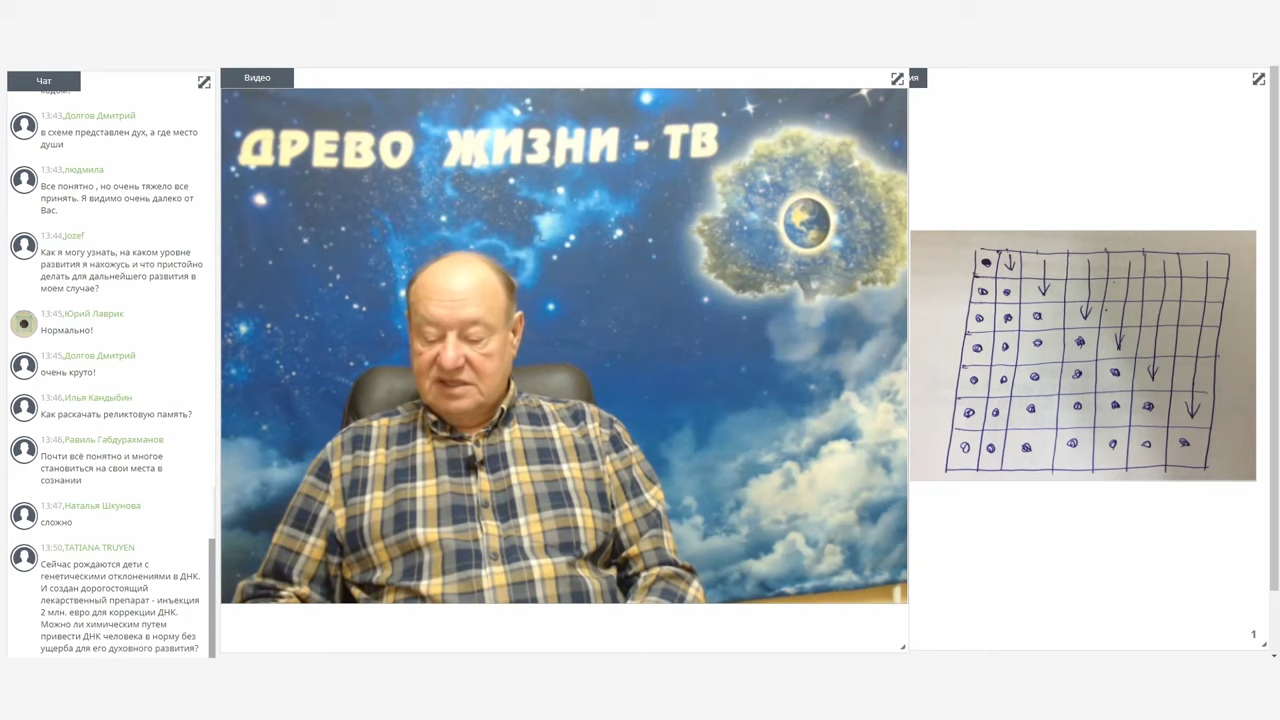 Чат
13:43,Долгов Дмитрий
в схеме представлен дух, а где место
души
13:43,людмила
Все понятно , но очень тяжело все
принять. Я видимо очень далеко от
Вас.
13:44,Jozef
Как я могу узнать, на каком уровне
развития я нахожусь и что пристойно
делать для дальнейшего развития в
моем случае?
13:45,Юрий Лаврик
Нормально!
13:45,Долгов Дмитрий
очень круто!
13:46,Илья Кандыбин
Как раскачать реликтовую память?
13:46,Равиль Габдурахманов
Почти всё понятно и многое
становиться на свои места в
сознании
13:47,Наталья Шкунова
сложно
13:50,TATIANA TRUYEN
Сейчас рождаются дети с
генетическими отклонениями в ДНК.
И создан дорогостоящий
лекарственный препарат - инъекция
2 млн. евро для коррекции ДНК.
Можно ли химическим путем
привести ДНК человека в норму без
ущерба для его духовного развития?
Видео
ДРЕВО ЖИЗНИ - ТВ
ия
1